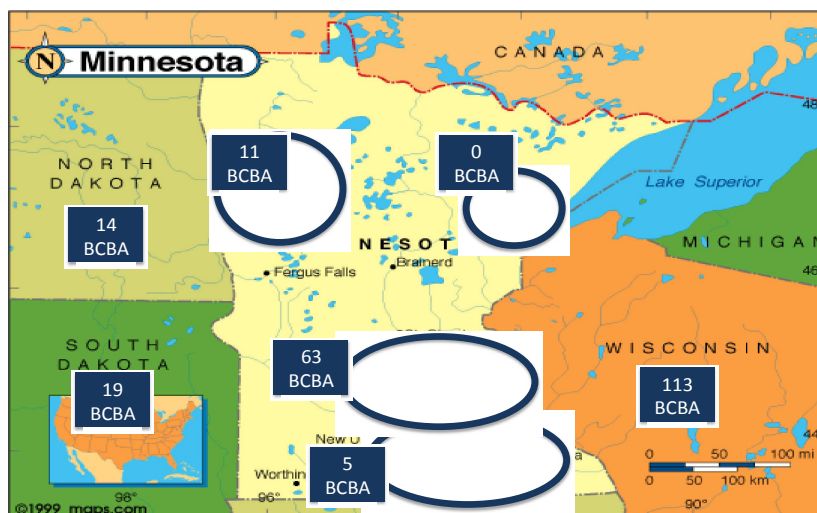 N
Minnesota
CANADA
48
NORTH
DAKOTA
11
BCBA
0
BCBA
Lake Superior
14
BCBA
NESOT
MICHIGAN
Brainerd
Fergus Falls
46
SOUTH
DAKOTA
63
BCBA
WISCONSIN
19
BCBA
113
BCBA
New U
44
5
BCBA
a
Worthin
0 50 100 mi
0 50 100 km
98°
96°
90°
©1999 maps.com